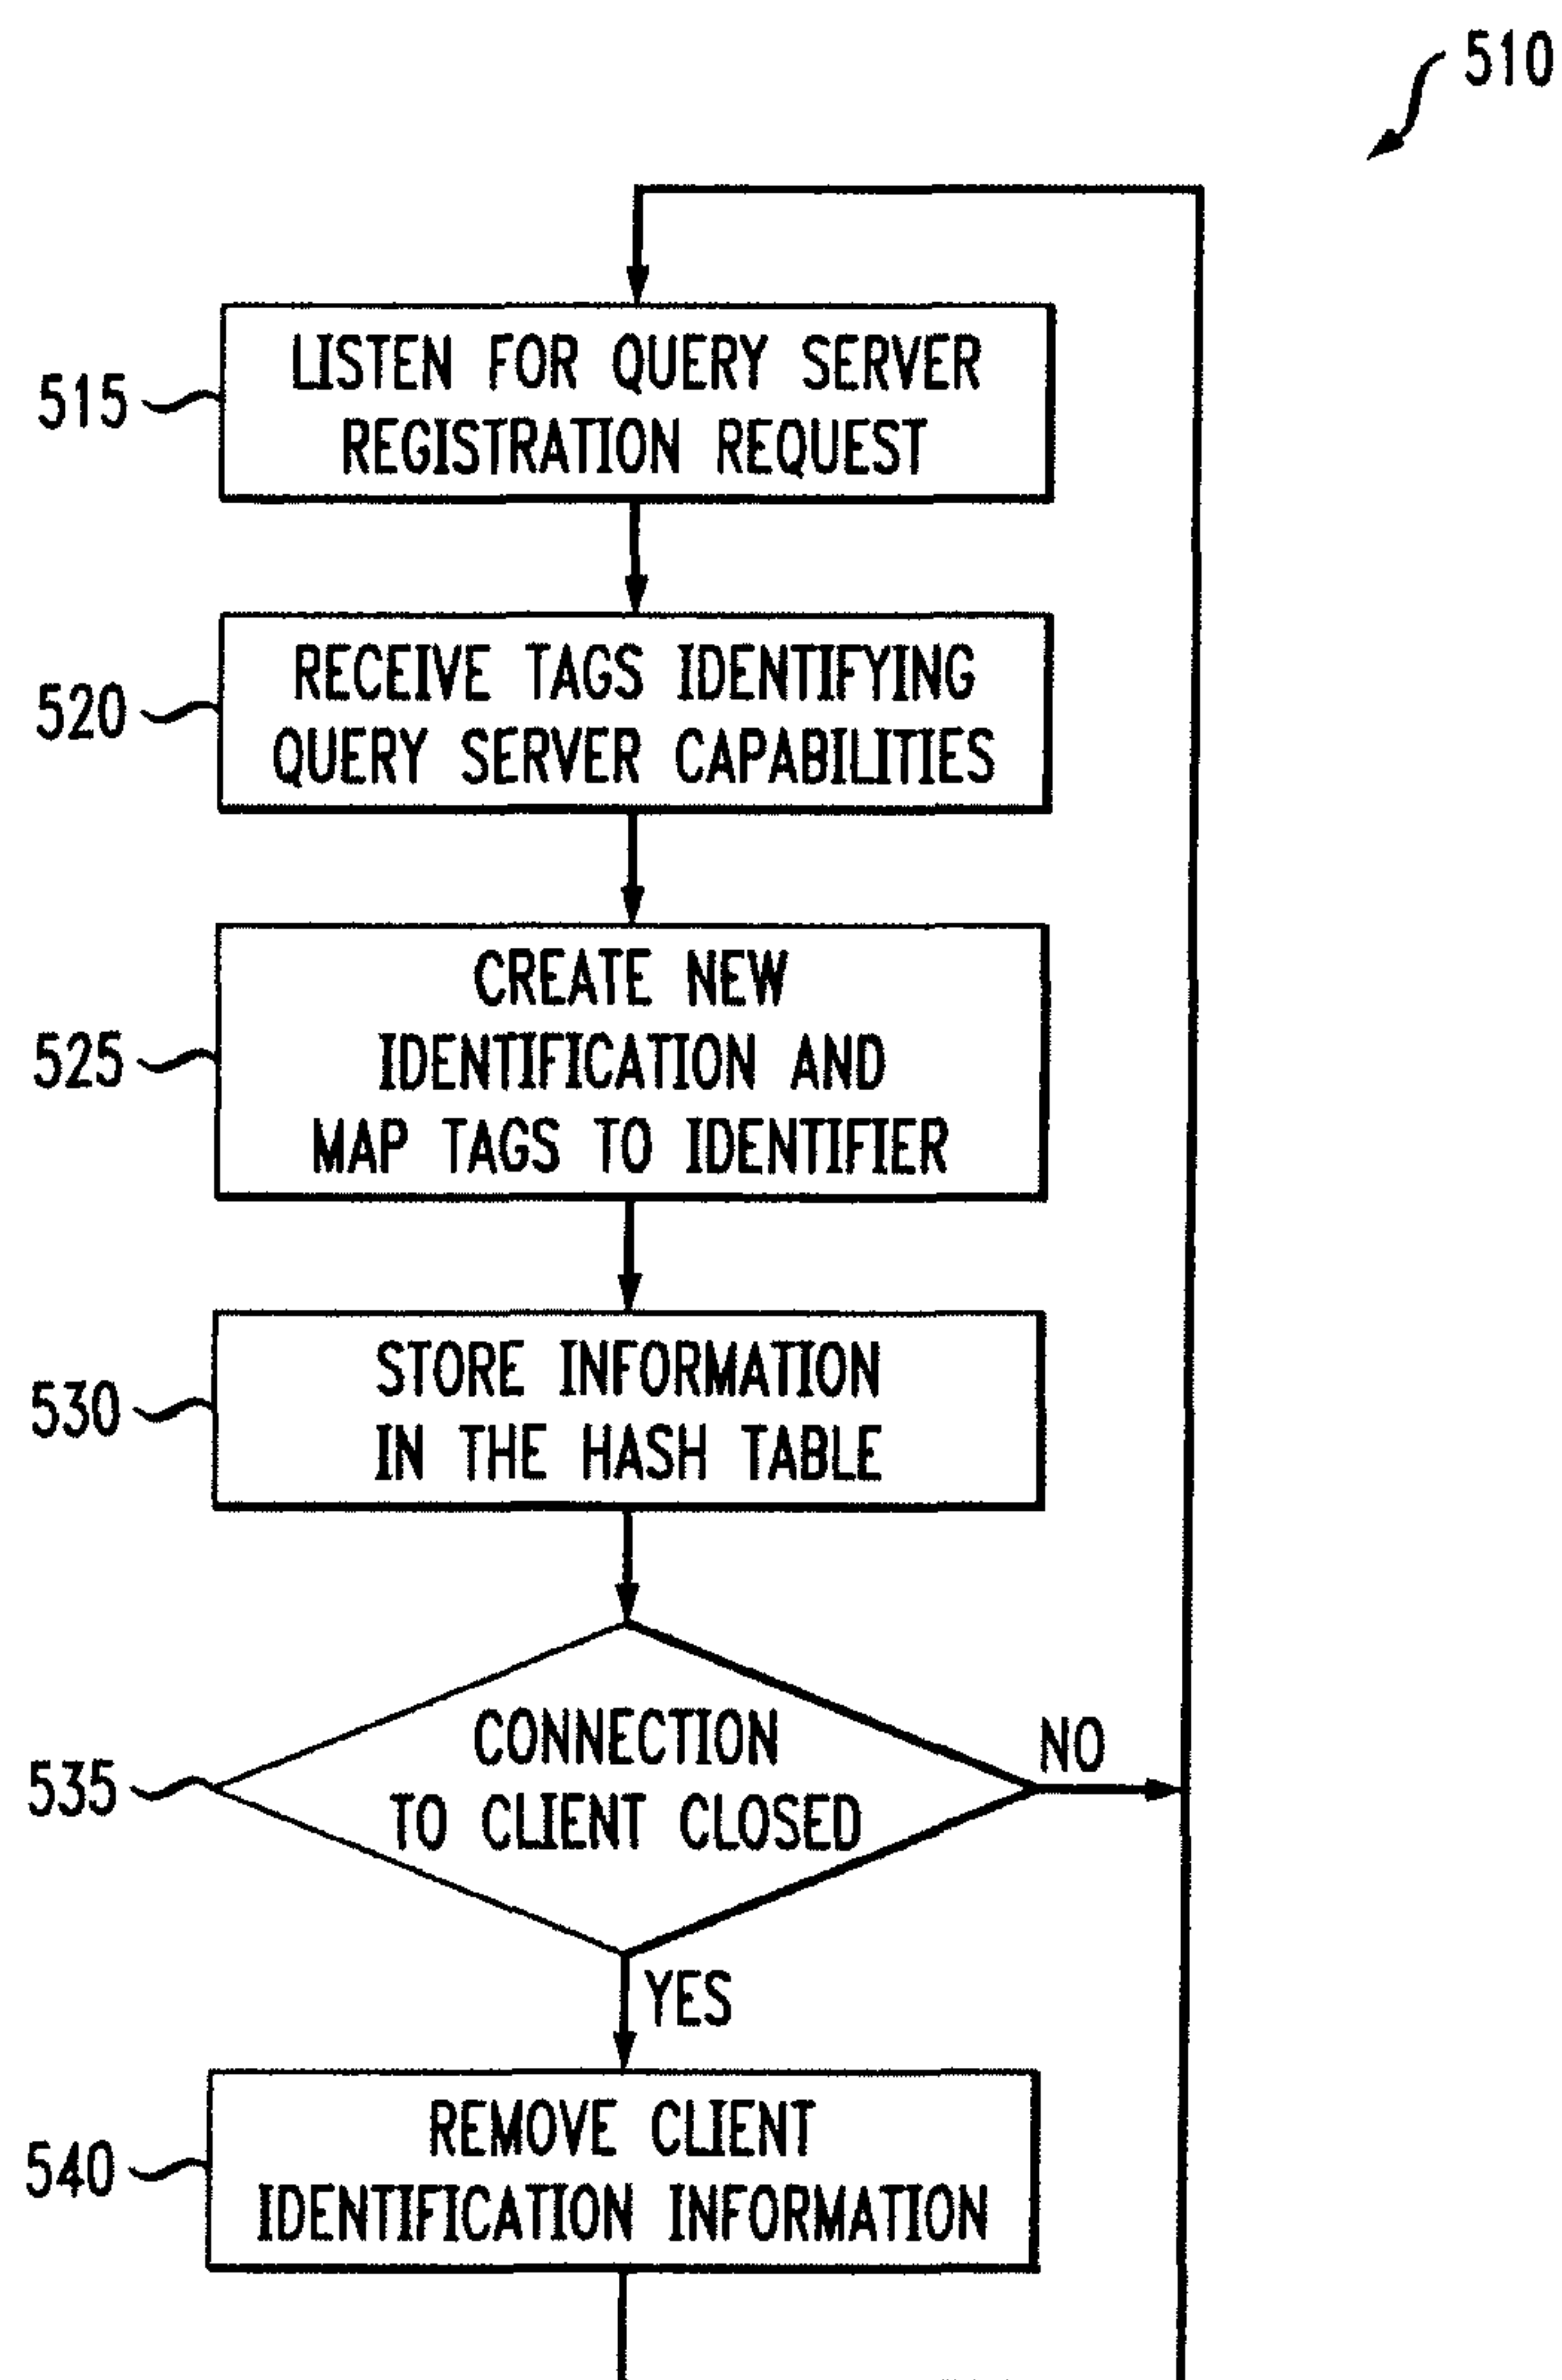 510
515
LISTEN FOR QUERY SERVER
REGISTRATION REQUEST
520
RECEIVE TAGS IDENTIFYING
QUERY SERVER CAPABILITIES
525
CREATE NEW
IDENTIFICATION AND
MAP TAGS TO IDENTIFIER
530
STORE INFORMATION
IN THE HASH TABLE
535
CONNECTION
TO CLIENT CLOSED
NO
YES
540
REMOVE CLIENT
IDENTIFICATION INFORMATION